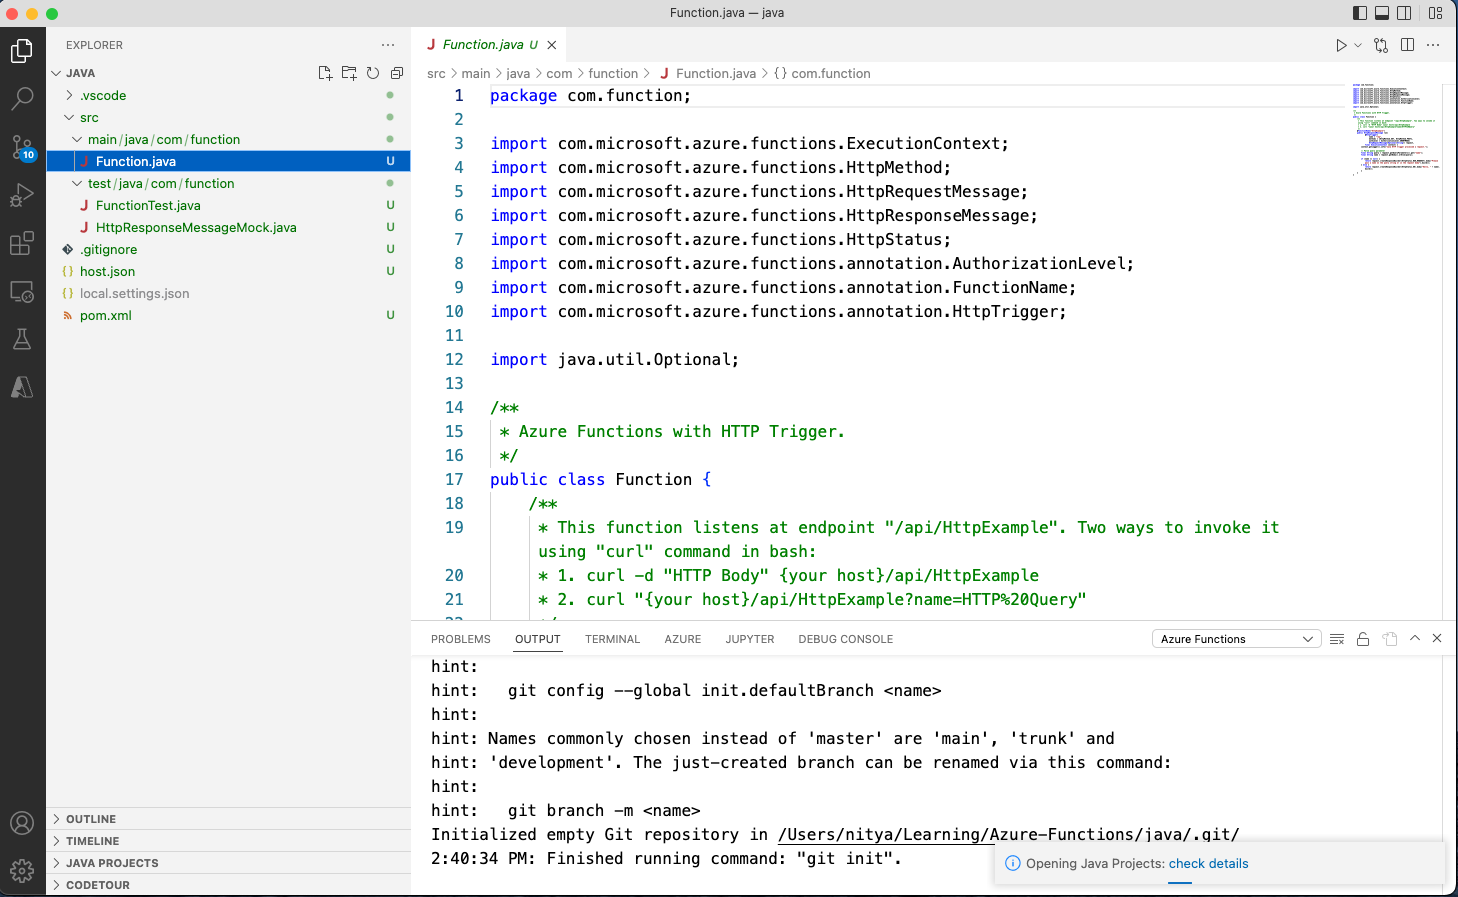 Function.java — java
EXPLORER
JAVA
.vscode
src
main/java/com/function
Function.java U
test/java/com/function
FunctionTest.java U
HttpResponseMessageMock.java U
.gitignore U
host.json U
local.settings.json
pom.xml U
10
OUTLINE
TIMELINE
JAVA PROJECTS
CODETOUR
J Function.java U
src > main > java > com > function > J Function.java > {} com.function
1 package com.function;
2
3 import com.microsoft.azure.functions.ExecutionContext;
4 import com.microsoft.azure.functions.HttpMethod;
5 import com.microsoft.azure.functions.HttpRequestMessage;
6 import com.microsoft.azure.functions.HttpResponseMessage;
7 import com.microsoft.azure.functions.HttpStatus;
8 import com.microsoft.azure.functions.annotation.AuthorizationLevel;
9 import com.microsoft.azure.functions.annotation.FunctionName;
10 import com.microsoft.azure.functions.annotation.HttpTrigger;
11
12 import java.util.Optional;
13
14 /**
15 * Azure Functions with HTTP Trigger.
16 */
17 public class Function {
18 /**
19 * This function listens at endpoint "/api/HttpExample". Two ways to invoke it
using "curl" command in bash:
20 * 1. curl -d "HTTP Body" {your host}/api/HttpExample
21 * 2. curl "{your host}/api/HttpExample?name=HTTP%20Query"
PROBLEMS OUTPUT TERMINAL AZURE JUPYTER DEBUG CONSOLE
Azure Functions
hint:
hint: git config --global init.defaultBranch <name>
hint:
hint: Names commonly chosen instead of 'master' are 'main', 'trunk' and
hint: 'development'. The just-created branch can be renamed via this command:
hint:
hint: git branch -m <name>
Initialized empty Git repository in /Users/nitya/Learning/Azure-Functions/java/.git/
2:40:34 PM: Finished running command: "git init".
Opening Java Projects: check details